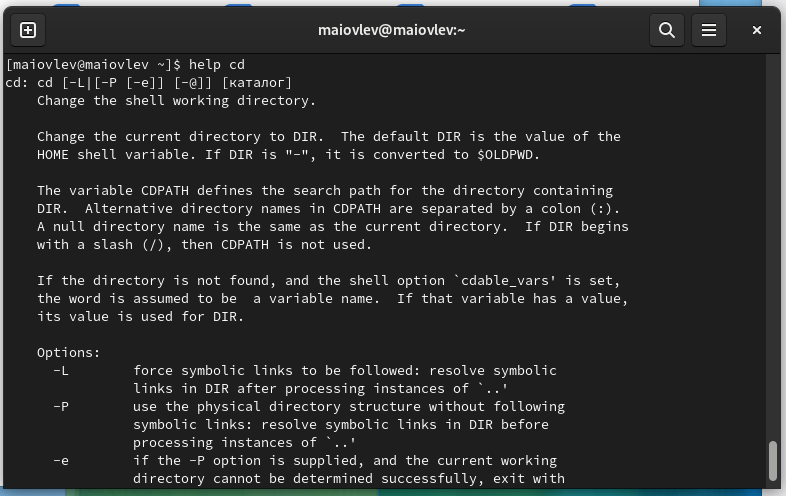 maiovlev@maiovlev:~
[maiovlev@maiovlev ~]$ help cd
cd: cd [-L|[-P [-e]] [-@]] [каталог]
Change the shell working directory.
Change the current directory to DIR.  The default DIR is the value of the
HOME shell variable. If DIR is "-", it is converted to $OLDPWD.
The variable CDPATH defines the search path for the directory containing
DIR.  Alternative directory names in CDPATH are separated by a colon (:).
A null directory name is the same as the current directory.  If DIR begins
with a slash (/), then CDPATH is not used.
If the directory is not found, and the shell option `cdable_vars' is set,
the word is assumed to be  a variable name.  If that variable has a value,
its value is used for DIR.
Options:
-L        force symbolic links to be followed: resolve symbolic
links in DIR after processing instances of `..'
-P        use the physical directory structure without following
symbolic links: resolve symbolic links in DIR before
processing instances of `..'
-e        if the -P option is supplied, and the current working
directory cannot be determined successfully, exit with